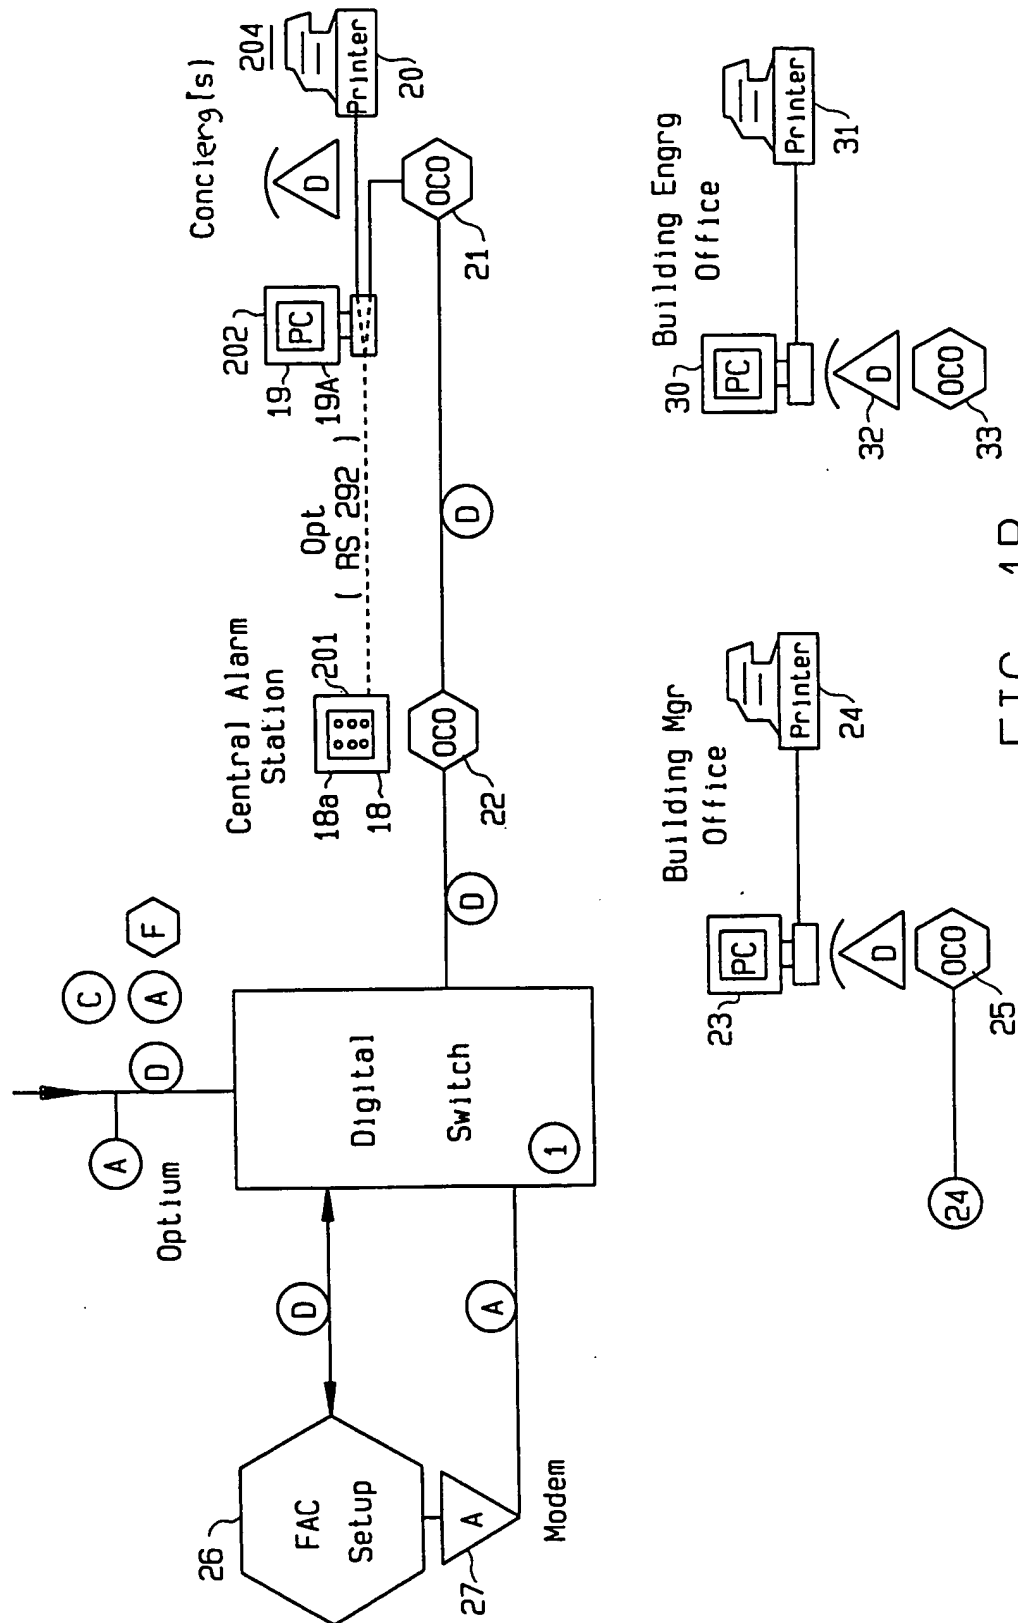 204
Concierg(s)
Printer
20
D
202
PC
19
19A
OCO
21
Opt
( RS 292 )
D
Central Alarm
Station
201
18a
18
OCO
22
D
C
F
A
D
A
Optium
Digital
Switch
1
D
A
26
FAC
Setup
A
27
Modem
Building Engrg
Office
Printer
31
30
PC
D
32
OCO
33
Building Mgr
Office
Printer
24
PC
23
D
OCO
25
24